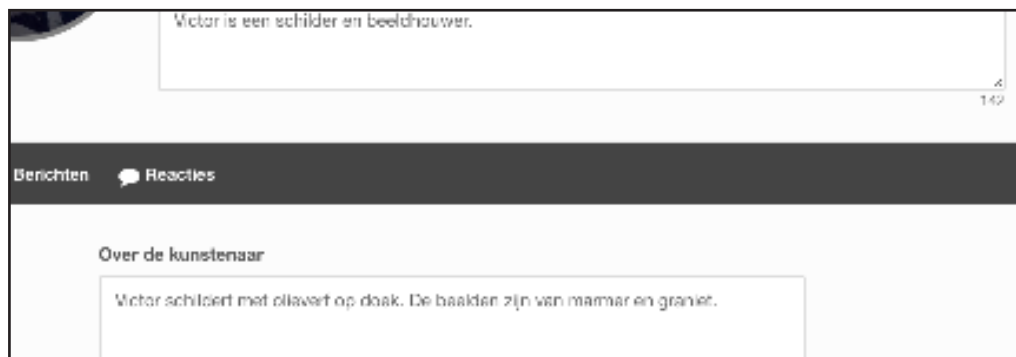 Victor is een schilder en beeldhouwer.
142
Berichten Reacties
Over de kunstenaar
Victor schildert met olieverf op doek. De beelden zijn van marmer en graniet.